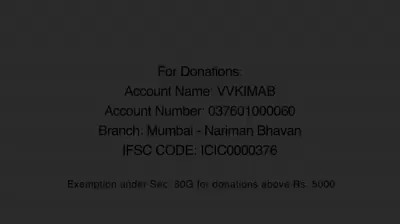 For Donations:
Account Name: VVKIMAB
Account Number: 037601000060
Branch: Mumbai - Nariman Bhavan
IFSC CODE: ICIC0000376
Exemption under Sec. 80G for donations above Rs. 5000